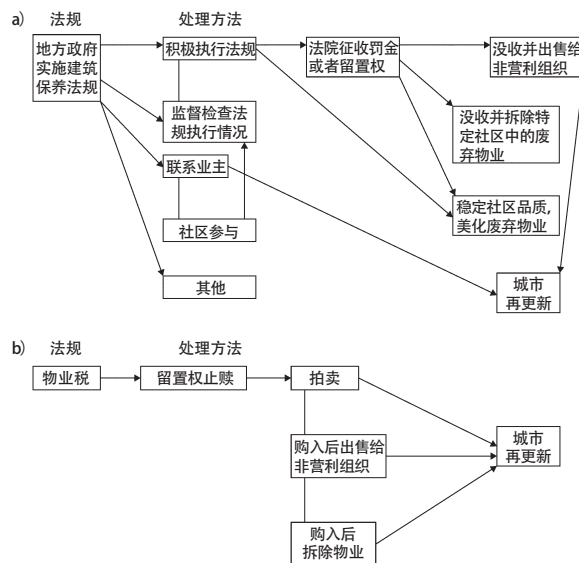 a) 法规 处理方法
地方政府
实施建筑
保养法规
积极执行法规
法院征收罚金
或者留置权
没收并出售给
非营利组织
监督检查法
规执行情况
没收并拆除特
定社区中的废
弃物业
联系业主
稳定社区品质,
美化废弃物业
社区参与
其他
城市
再更新
b) 法规 处理方法
物业税
留置权止赎
拍卖
购入后出售给
非营利组织
城市
再更新
购入后
拆除物业